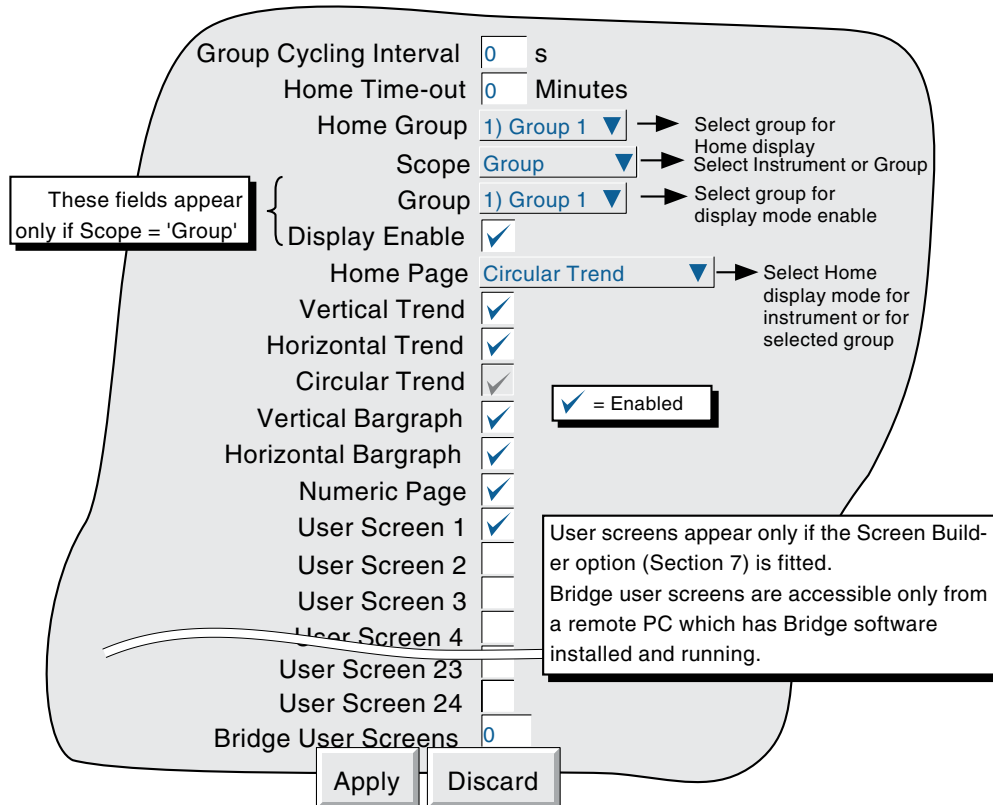 Group Cycling Interval 0 s
Home Time-out 0 Minutes
Home Group 1) Group 1
Select group for
Home display
Scope Group
Select Instrument or Group
These fields appear
only if Scope = 'Group'
Group 1) Group 1
Select group for
display mode enable
Display Enable
Home Page Circular Trend
Select Home
display mode for
instrument or for
selected group
Vertical Trend
Horizontal Trend
Circular Trend
= Enabled
Vertical Bargraph
Horizontal Bargraph
Numeric Page
User Screen 1
User Screen 2
User Screen 3
User Screen 4
User screens appear only if the Screen Build-
er option (Section 7) is fitted.
Bridge user screens are accessible only from
a remote PC which has Bridge software
installed and running.
User Screen 23
User Screen 24
Bridge User Screens 0
Apply Discard